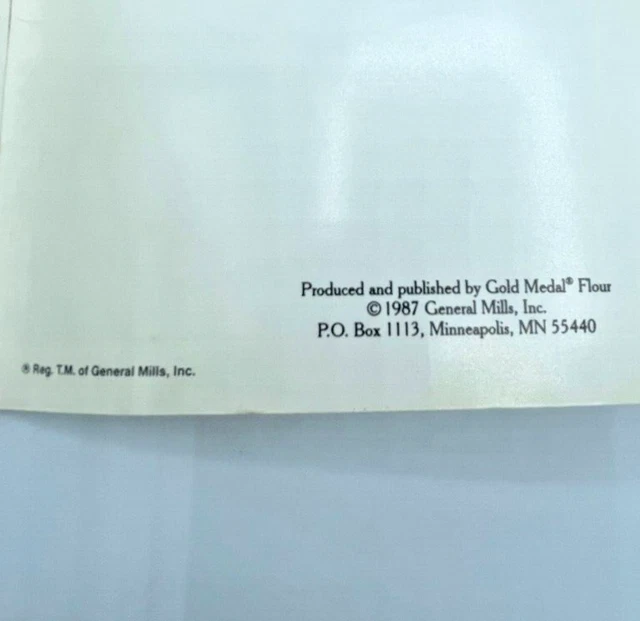 Produced and published by Gold Medal® Flour
© 1987 General Mills, Inc.
P.O. Box 1113, Minneapolis, MN 55440
® Reg. T.M. of General Mills, Inc.